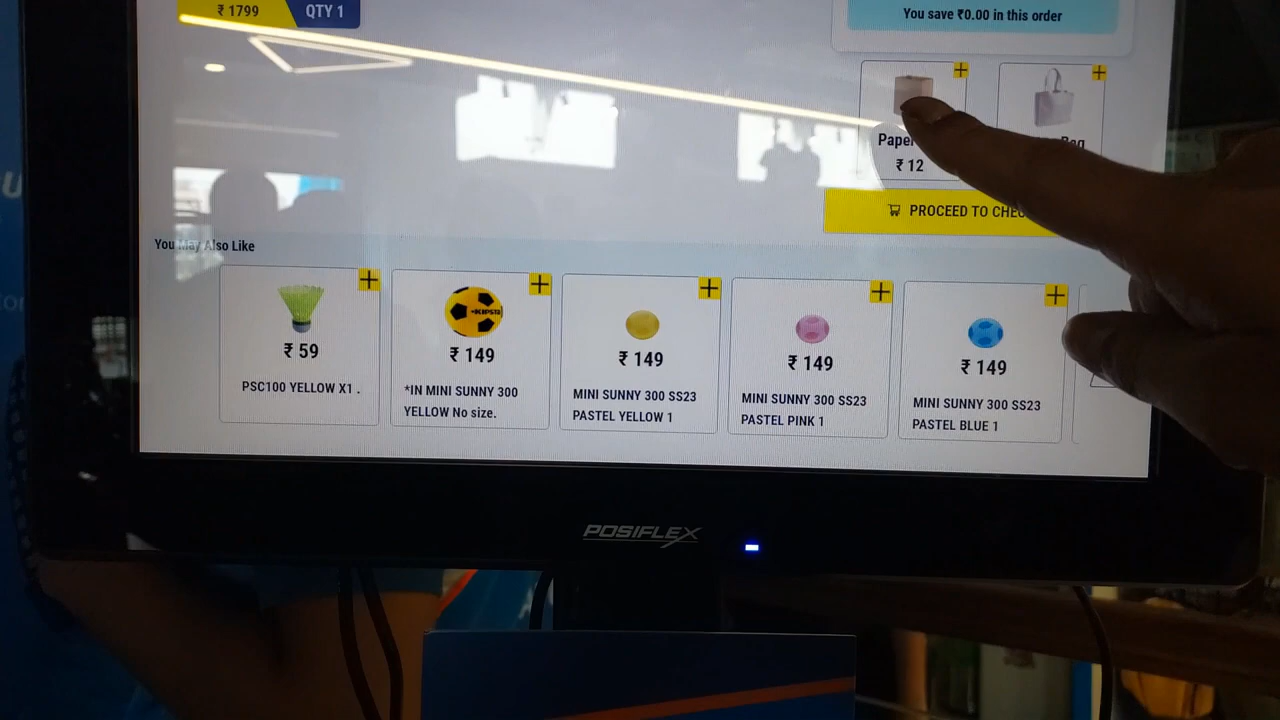 ₹ 1799
QTY 1
You save ₹0.00 in this order
Paper
Bag
₹ 12
PROCEED TO CHEC
You May Also Like
₹ 59
PSC100 YELLOW X1 .
KIPSTA
₹ 149
*IN MINI SUNNY 300
YELLOW No size.
₹ 149
MINI SUNNY 300 SS23
PASTEL YELLOW 1
₹ 149
MINI SUNNY 300 SS23
PASTEL PINK 1
₹ 149
MINI SUNNY 300 SS23
PASTEL BLUE 1
POSIFLEX